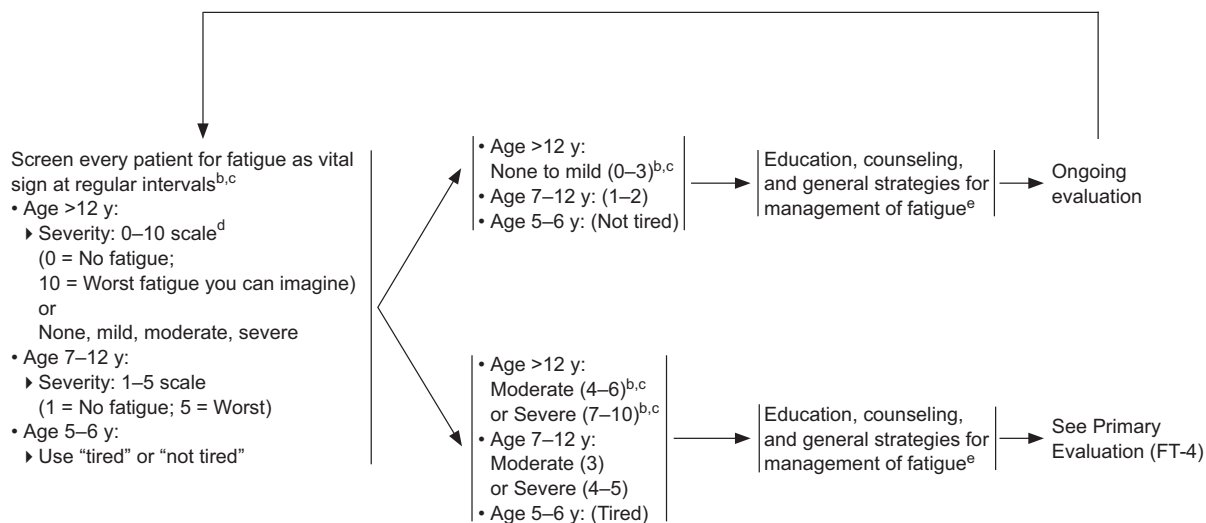 Screen every patient for fatigue as vital
sign at regular intervalsb,c
• Age >12 y:
▸ Severity: 0–10 scaled
(0 = No fatigue;
10 = Worst fatigue you can imagine)
or
None, mild, moderate, severe
• Age 7–12 y:
▸ Severity: 1–5 scale
(1 = No fatigue; 5 = Worst)
• Age 5–6 y:
▸ Use “tired” or “not tired”
• Age >12 y:
None to mild (0–3)b,c
• Age 7–12 y: (1–2)
• Age 5–6 y: (Not tired)
Education, counseling,
and general strategies for
management of fatiguee
Ongoing
evaluation
• Age >12 y:
Moderate (4–6)b,c
or Severe (7–10)b,c
• Age 7–12 y:
Moderate (3)
or Severe (4–5)
• Age 5–6 y: (Tired)
Education, counseling,
and general strategies for
management of fatiguee
See Primary
Evaluation (FT-4)